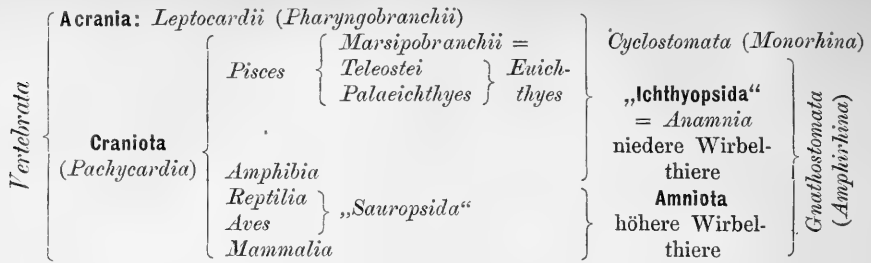 Vertebrata
Acrania: Leptocardii (Pharyngobranchii)
Craniota
(Pachycardia)
Pisces
Marsipobranchii =
Teleostei
Palaeichthyes
Euich-
thyes
Amphibia
Reptilia
Aves
„Sauropsida“
Mammalia
Cyclostomata (Monorhina)
„Ichthyopsida“
= Anamnia
niedere Wirbel-
thiere
Amniota
höhere Wirbel-
thiere
Gnathostomata
(Amphirhina)